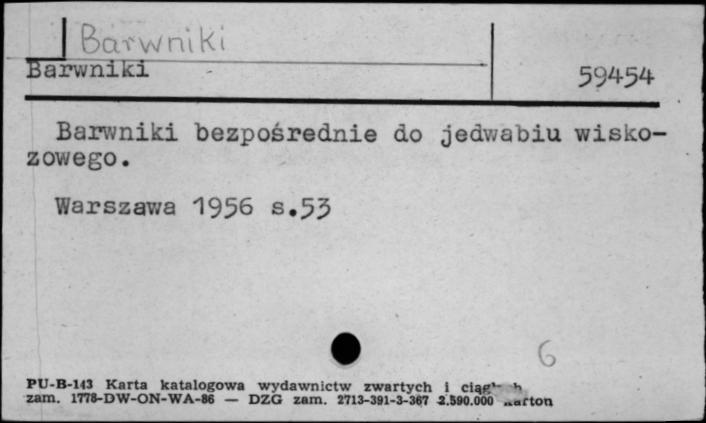 Barwniki
Barwniki 59454
Barwniki bezpośrednie do jedwabiu wisko-
zowego.
Warszawa 1956 s.53
6
PU-B-143 Karta katalogowa wydawnictw zwartych i
zam. 1778-DW-ON-WA-86 — DZG zam. 2713-391-3-367 2.590.000